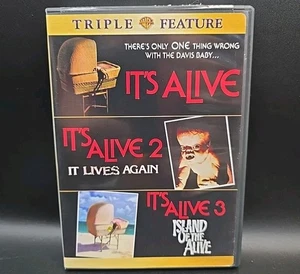 TRIPLE WB FEATURE
THERE'S ONLY ONE THING WRONG
WITH THE DAVIS BABY...
IT'S ALIVE
IT'S
ALIVE 2
IT LIVES AGAIN
IT'S
ALIVE 3
ISLAND
OF THE
ALIVE